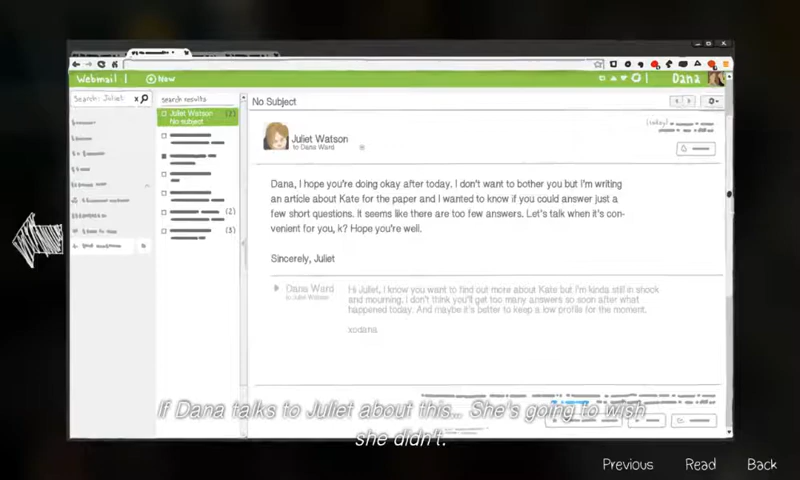 Webmail |
New
Dana
Search: Juliet
x
search results
Juliet Watson (2)
No subject
(2)
(3)
No Subject
Juliet Watson
to Dana Ward
(today)
Dana, I hope you're doing okay after today. I don't want to bother you but i'm writing
an article about Kate for the paper and I wanted to know if you could answer just a
few short questions. It seems like there are too few answers. Let's talk when it's con-
venient for you, k? Hope you're well.
Sincerely, Juliet
Dana Ward
to Juliet Watson
Hi Juliet, I know you want to find out more about Kate but i'm kinda still in shock
and mourning. I don't think you'll get too many answers so soon after what
happened today. And maybe it's better to keep a low profile for the moment.
xodana
If Dana talks to Juliet about this... She's going to wish
she didn't.
Previous
Read
Back